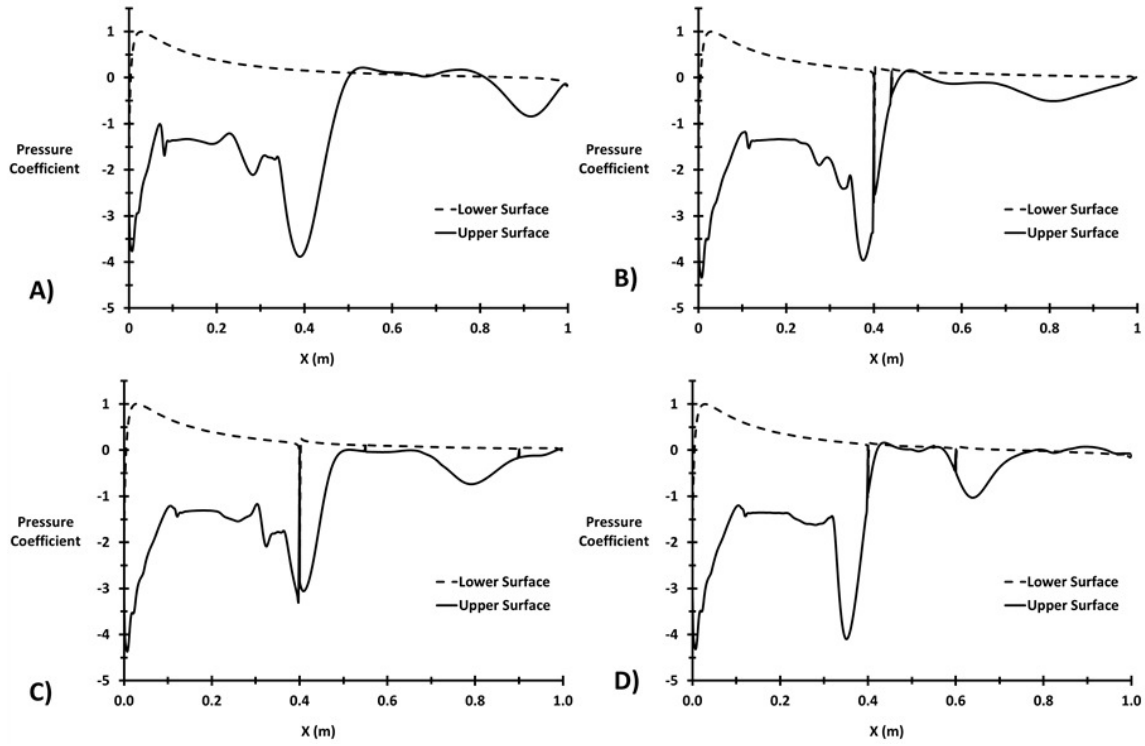 1
0
-1
Pressure
Coefficient
-2
-3
-4
-5
Lower Surface
Upper Surface
A)
0 0.2 0.4 0.6 0.8 1
X (m)
1
0
-1
Pressure
Coefficient
-2
-3
-4
-5
Lower Surface
Upper Surface
B)
0 0.2 0.4 0.6 0.8 1
X (m)
1
0
-1
Pressure
Coefficient
-2
-3
-4
-5
Lower Surface
Upper Surface
C)
0.0 0.2 0.4 0.6 0.8 1.0
X (m)
1
0
-1
Pressure
Coefficient
-2
-3
-4
-5
Lower Surface
Upper Surface
D)
0.0 0.2 0.4 0.6 0.8 1.0
X (m)